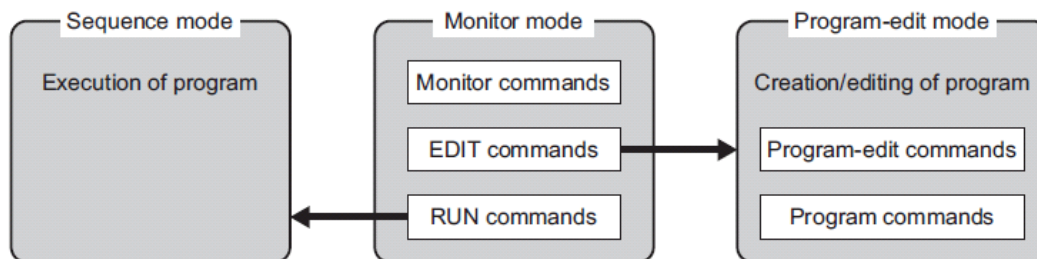 Sequence mode
Execution of program
Monitor mode
Monitor commands
EDIT commands
RUN commands
Program-edit mode
Creation/editing of program
Program-edit commands
Program commands